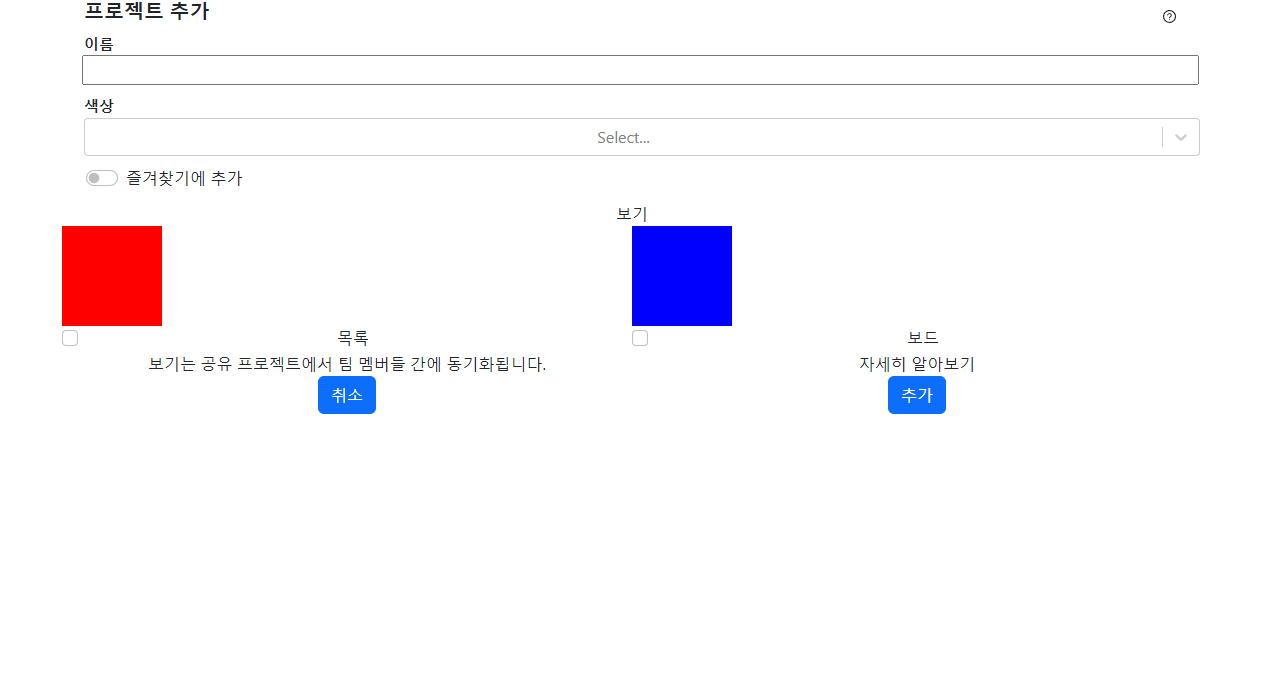 프로젝트 추가
이름
색상
Select...
즐겨찾기에 추가
보기
목록 보드
보기는 공유 프로젝트에서 팀 멤버들 간에 동기화됩니다. 자세히 알아보기
취소 추가